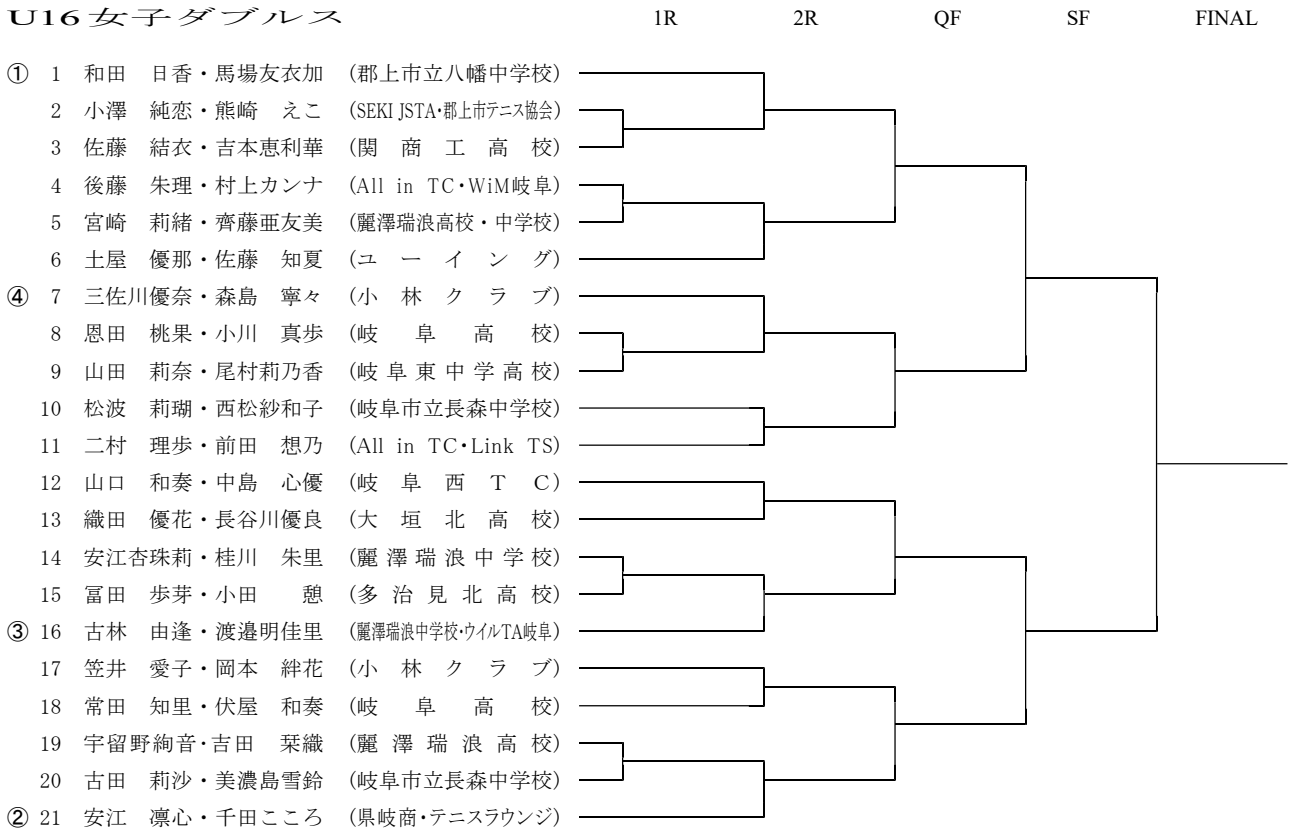 U16女子ダブルス 1R 2R QF SF FINAL
① 1 和田 日香・馬場友衣加 (郡上市立八幡中学校)
2 小澤 純恋・熊崎 えこ (SEKI JSTA・郡上市テニス協会)
3 佐藤 結衣・吉本恵利華 (関商工高校)
4 後藤 朱理・村上カンナ (All in TC・WiM岐阜)
5 宮崎 莉緒・齊藤亜友美 (麗澤瑞浪高校・中学校)
6 土屋 優那・佐藤 知夏 (ユーイング)
④ 7 三佐川優奈・森島 寧々 (小林クラブ)
8 恩田 桃果・小川 真歩 (岐阜高校)
9 山田 莉奈・尾村莉乃香 (岐阜東中学高校)
10 松波 莉瑚・西松紗和子 (岐阜市立長森中学校)
11 二村 理歩・前田 想乃 (All in TC・Link TS)
12 山口 和奏・中島 心優 (岐阜西TC)
13 織田 優花・長谷川優良 (大垣北高校)
14 安江杏珠莉・桂川 朱里 (麗澤瑞浪中学校)
15 冨田 歩芽・小田 憩 (多治見北高校)
③ 16 古林 由逢・渡邉明佳里 (麗澤瑞浪中学校・ウイルTA岐阜)
17 笠井 愛子・岡本 絆花 (小林クラブ)
18 常田 知里・伏屋 和奏 (岐阜高校)
19 宇留野絢音・吉田 栞織 (麗澤瑞浪高校)
20 古田 莉沙・美濃島雪鈴 (岐阜市立長森中学校)
② 21 安江 凛心・千田こころ (県岐商・テニスラウンジ)